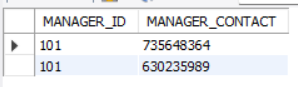 MANAGER_ID MANAGER_CONTACT
101 735648364
101 630235989